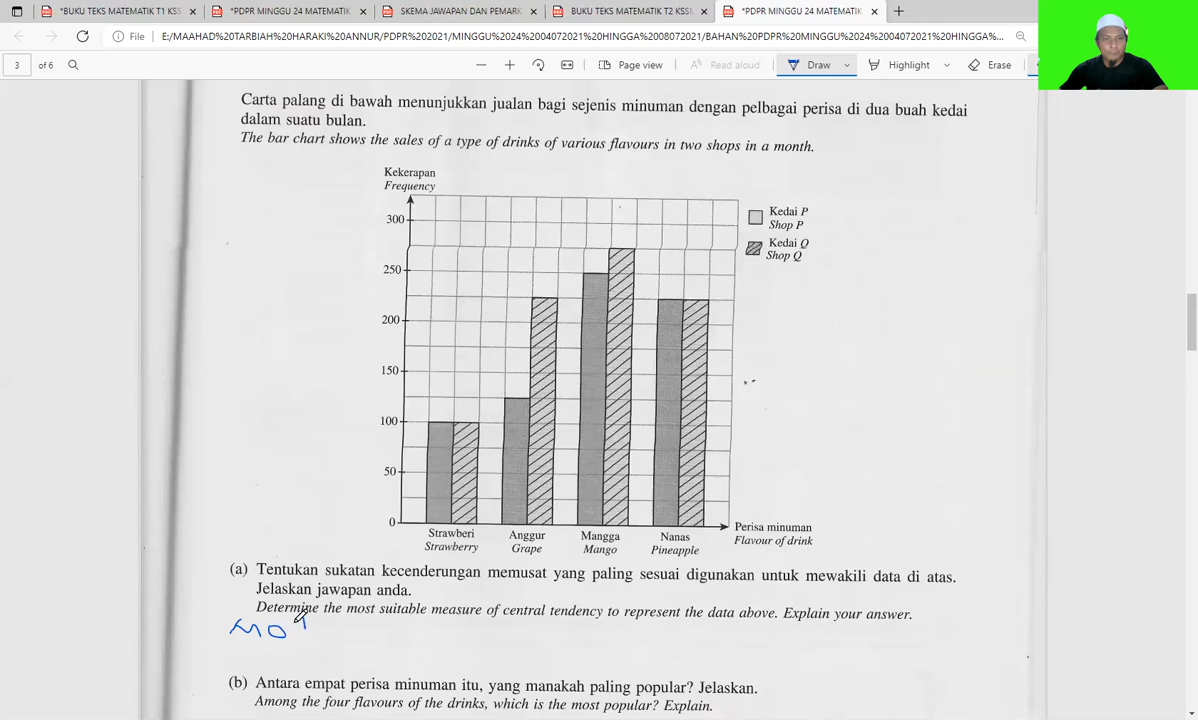 *BUKU TEKS MATEMATIK T1 KSS
*PDPR MINGGU 24 MATEMATIK
SKEMA JAWAPAN DAN PEMAR
BUKU TEKS MATEMATIK T2 KSSN
*PDPR MINGGU 24 MATEMATIK
File
E:/MAAHAD%20TARBIAH%20HARAKI%20ANNUR/PDPR%202021/MINGGU%2024%2004072021%20HINGGA%2008072021/BAHAN%20PDPR%20MINGGU%2024%2004072021%20HINGGA%...
3 of 6
Page view
Read aloud
Draw
Highlight
Erase
Carta palang di bawah menunjukkan jualan bagi sejenis minuman dengan pelbagai perisa di dua buah kedai
dalam suatu bulan.
The bar chart shows the sales of a type of drinks of various flavours in two shops in a month.
Kekerapan
Frequency
Kedai P
Shop P
Kedai Q
Shop Q
300
250
200
150
100
50
0
Strawberi
Strawberry
Anggur
Grape
Mangga
Mango
Nanas
Pineapple
Perisa minuman
Flavour of drink
(a) Tentukan sukatan kecenderungan memusat yang paling sesuai digunakan untuk mewakili data di atas.
Jelaskan jawapan anda.
Determine the most suitable measure of central tendency to represent the data above. Explain your answer.
MO
(b) Antara empat perisa minuman itu, yang manakah paling popular? Jelaskan.
Among the four flavours of the drinks, which is the most popular? Explain.